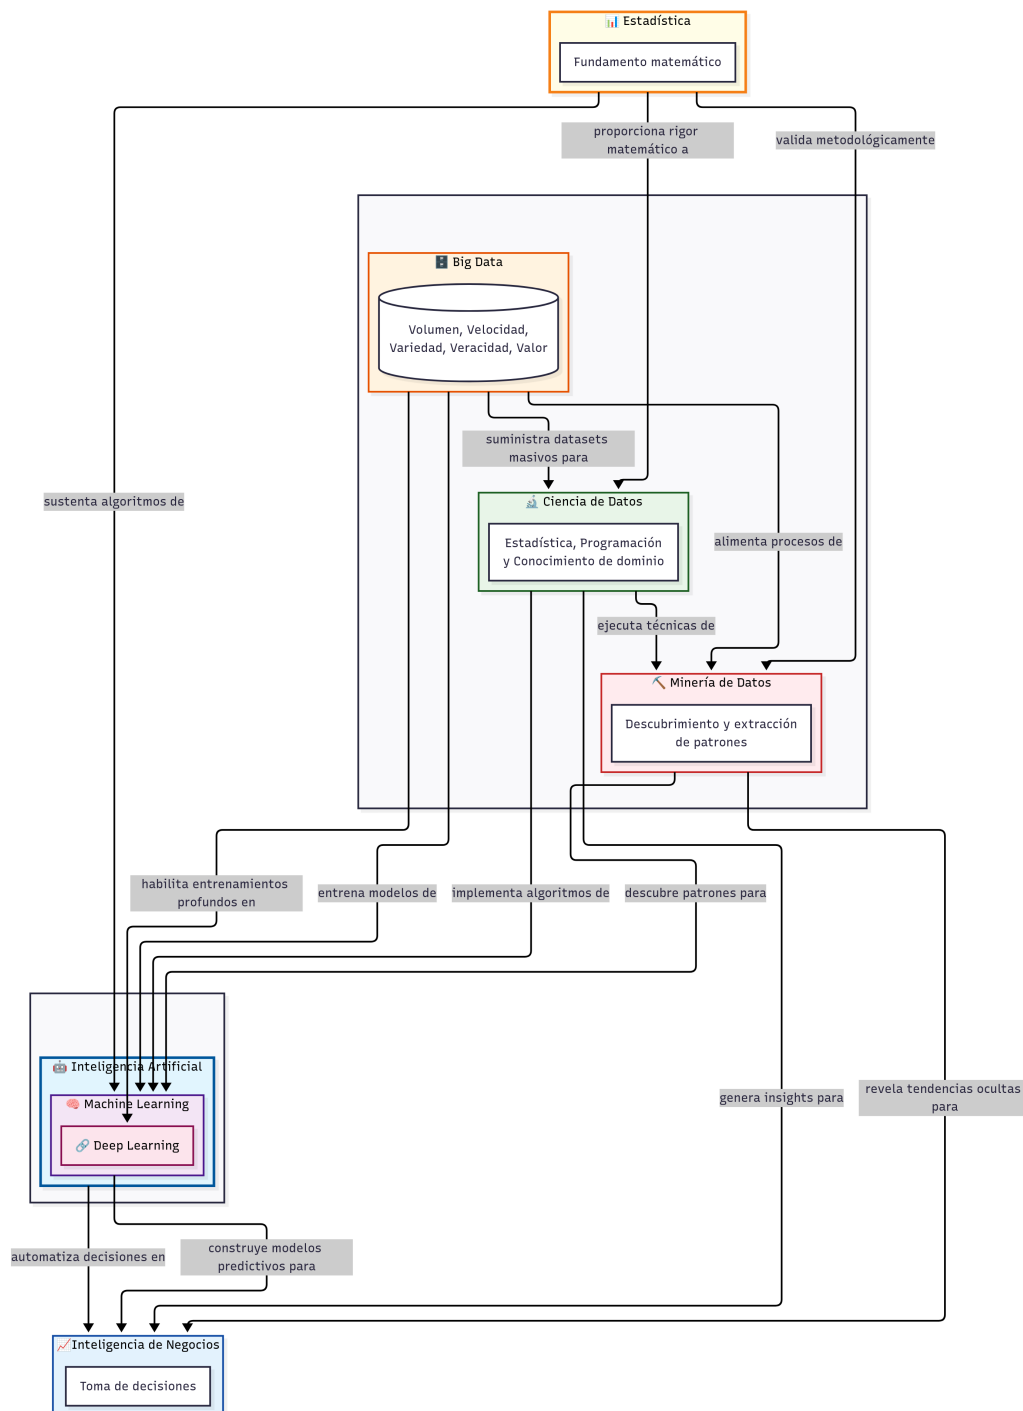 📊 Estadística
Fundamento matemático
proporciona rigor
matemático a
valida metodológicamente
🗄️ Big Data
Volumen, Velocidad,
Variedad, Veracidad, Valor
suministra datasets
masivos para
sustenta algoritmos de
🔬 Ciencia de Datos
Estadística, Programación
y Conocimiento de dominio
alimenta procesos de
ejecuta técnicas de
⛏️ Minería de Datos
Descubrimiento y extracción
de patrones
habilita entrenamientos
profundos en
entrena modelos de
implementa algoritmos de
descubre patrones para
🤖 Inteligencia Artificial
🧠 Machine Learning
🔗 Deep Learning
genera insights para
revela tendencias ocultas
para
automatiza decisiones en
construye modelos
predictivos para
📈Inteligencia de Negocios
Toma de decisiones